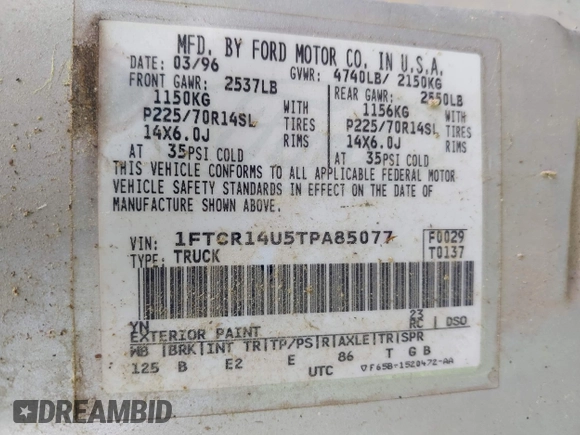 MFD. BY FORD MOTOR CO. IN U.S.A.
DATE: 03/96 GVWR: 4740LB/ 2150KG
FRONT GAWR: 2537LB REAR GAWR: 2550LB
1150KG WITH 1156KG WITH
P225/70R14SL TIRES P225/70R14SL TIRES
14X6.0J RIMS 14X6.0J RIMS
AT 35PSI COLD AT 35PSI COLD
THIS VEHICLE CONFORMS TO ALL APPLICABLE FEDERAL MOTOR
VEHICLE SAFETY STANDARDS IN EFFECT ON THE DATE OF
MANUFACTURE SHOWN ABOVE.
VIN: 1FTCR14U5TPA85077 F0029
TYPE: TRUCK T0137
YN 23
EXTERIOR PAINT RC DSO
WB BRK INT TR TP/PS R AXLE TR SPR
125 B E2 E 86 T G B
UTC ▽F65B-1520472-AA
DREAMBID